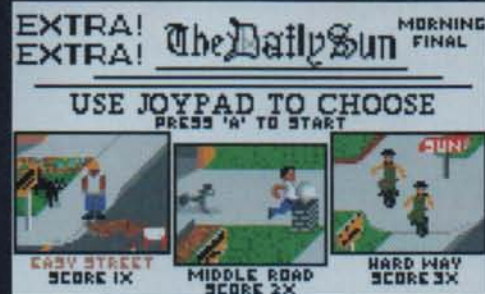 EXTRA!
EXTRA!
The Daily Sun
MORNING
FINAL
USE JOYPAD TO CHOOSE
PRESS 'A' TO START
SUN
EASY STREET
SCORE 1X
MIDDLE ROAD
SCORE 2X
HARD WAY
SCORE 3X